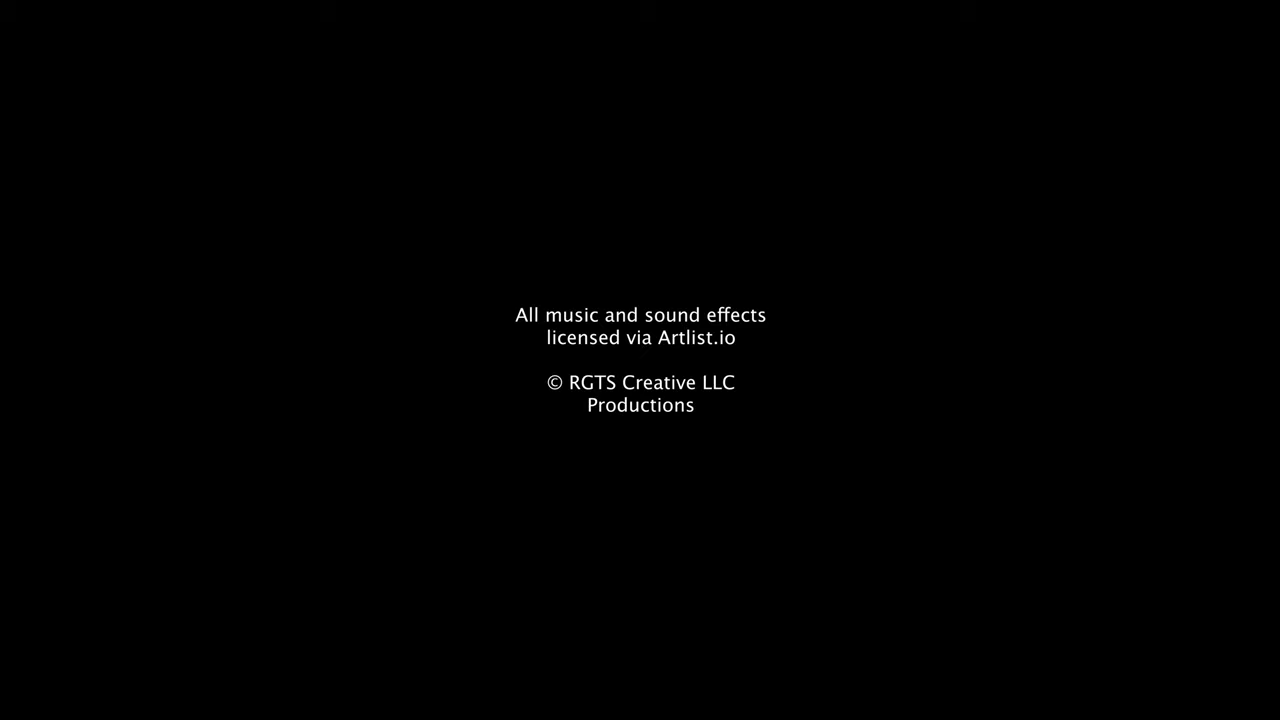 All music and sound effects
licensed via Artlist.io
© RGTS Creative LLC
Productions